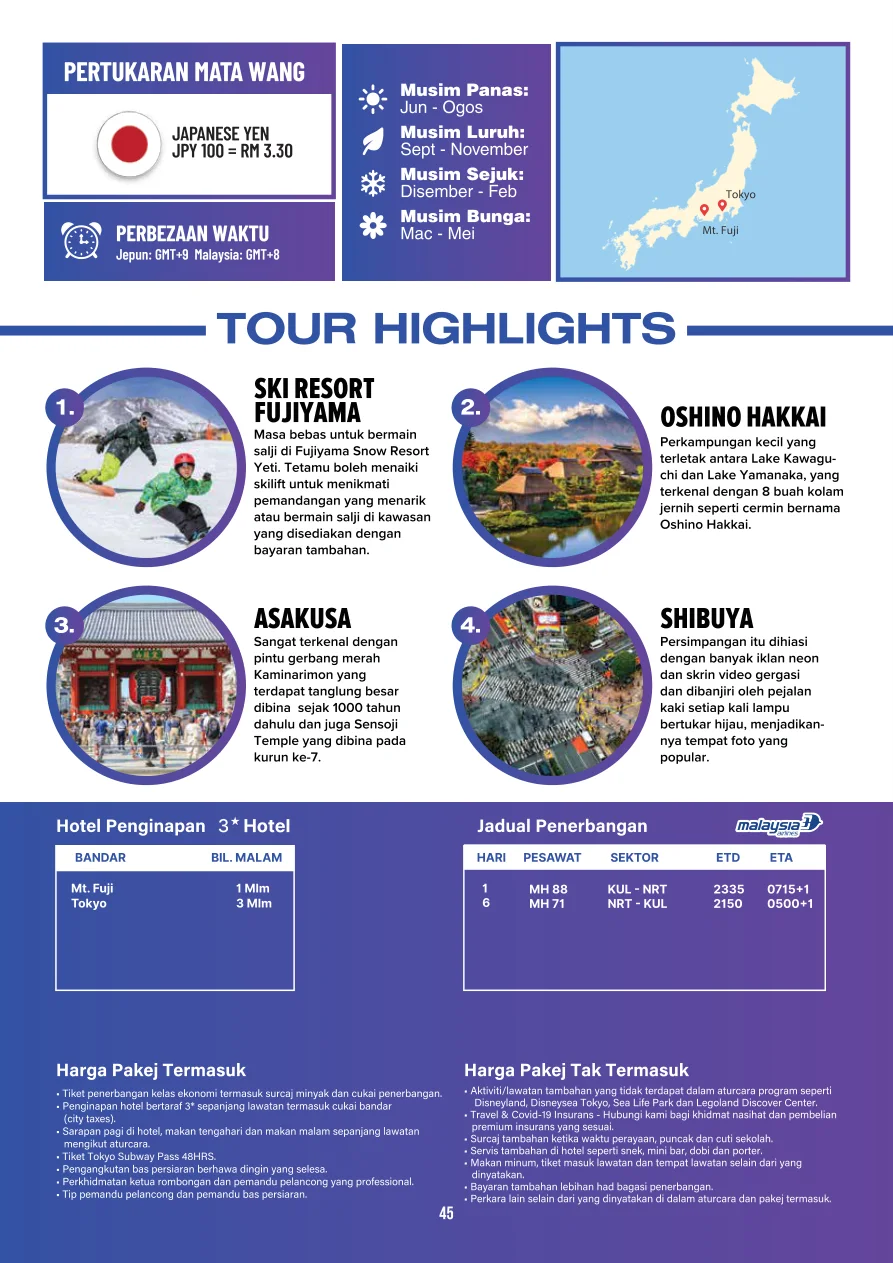 PERTUKARAN MATA WANG
JAPANESE YEN
JPY 100 = RM 3.30
PERBEZAAN WAKTU
Jepun: GMT+9 Malaysia: GMT+8
Musim Panas:
Jun - Ogos
Musim Luruh:
Sept - November
Musim Sejuk:
Disember - Feb
Musim Bunga:
Mac - Mei
Tokyo
Mt. Fuji
TOUR HIGHLIGHTS
1.
SKI RESORT
FUJIYAMA
Masa bebas untuk bermain
salji di Fujiyama Snow Resort
Yeti. Tetamu boleh menaiki
skilift untuk menikmati
pemandangan yang menarik
atau bermain salji di kawasan
yang disediakan dengan
bayaran tambahan.
2.
OSHINO HAKKAI
Perkampungan kecil yang
terletak antara Lake Kawagu-
chi dan Lake Yamanaka, yang
terkenal dengan 8 buah kolam
jernih seperti cermin bernama
Oshino Hakkai.
3.
ASAKUSA
Sangat terkenal dengan
pintu gerbang merah
Kaminarimon yang
terdapat tanglung besar
dibina sejak 1000 tahun
dahulu dan juga Sensoji
Temple yang dibina pada
kurun ke-7.
4.
SHIBUYA
Persimpangan itu dihiasi
dengan banyak iklan neon
dan skrin video gergasi
dan dibanjiri oleh pejalan
kaki setiap kali lampu
bertukar hijau, menjadikan-
nya tempat foto yang
popular.
Hotel Penginapan 3★ Hotel
BANDAR BIL. MALAM
Mt. Fuji 1 Mlm
Tokyo 3 Mlm
Jadual Penerbangan
malaysia
airlines
HARI PESAWAT SEKTOR ETD ETA
1 MH 88 KUL - NRT 2335 0715+1
6 MH 71 NRT - KUL 2150 0500+1
Harga Pakej Termasuk
• Tiket penerbangan kelas ekonomi termasuk surcaj minyak dan cukai penerbangan.
• Penginapan hotel bertaraf 3* sepanjang lawatan termasuk cukai bandar
(city taxes).
• Sarapan pagi di hotel, makan tengahari dan makan malam sepanjang lawatan
mengikut aturcara.
• Tiket Tokyo Subway Pass 48HRS.
• Pengangkutan bas persiaran berhawa dingin yang selesa.
• Perkhidmatan ketua rombongan dan pemandu pelancong yang professional.
• Tip pemandu pelancong dan pemandu bas persiaran.
Harga Pakej Tak Termasuk
• Aktiviti/lawatan tambahan yang tidak terdapat dalam aturcara program seperti
Disneyland, Disneysea Tokyo, Sea Life Park dan Legoland Discover Center.
• Travel & Covid-19 Insurans - Hubungi kami bagi khidmat nasihat dan pembelian
premium insurans yang sesuai.
• Surcaj tambahan ketika waktu perayaan, puncak dan cuti sekolah.
• Servis tambahan di hotel seperti snek, mini bar, dobi dan porter.
• Makan minum, tiket masuk lawatan dan tempat lawatan selain dari yang
dinyatakan.
• Bayaran tambahan lebihan had bagasi penerbangan.
• Perkara lain selain dari yang dinyatakan di dalam aturcara dan pakej termasuk.
45